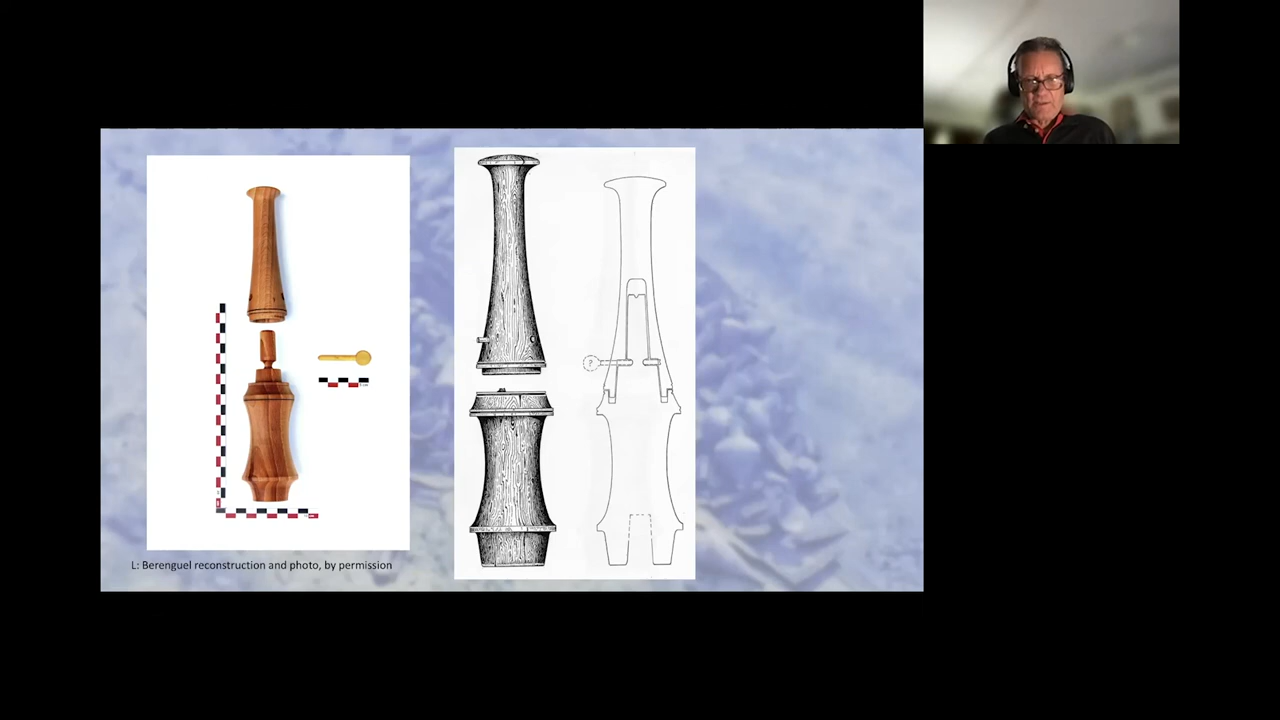 ?
L: Berenguel reconstruction and photo, by permission